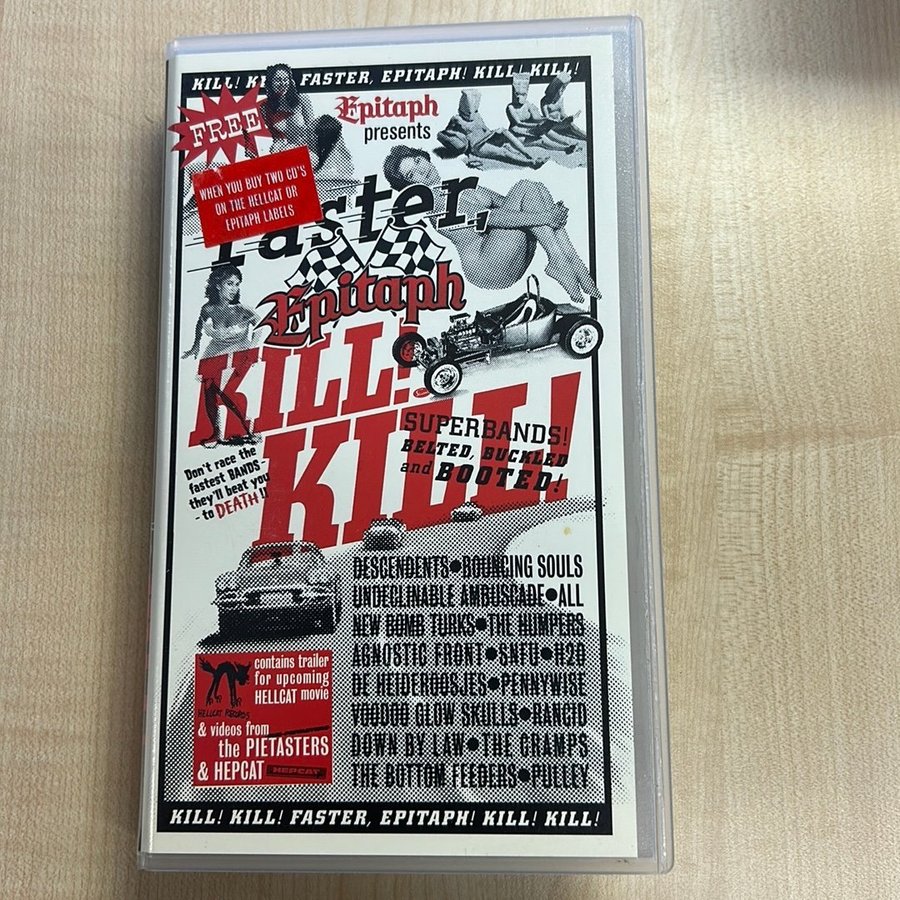 KILL! KI FASTER, EPITAPH! KILL! KILL!
FREE
WHEN YOU BUY TWO CD'S
ON THE HELLCAT OR
EPITAPH LABELS
Epitaph
presents
Faster,
Epitaph
KILL!
KILL!
SUPERBANDS!
BELTED, BUCKLED
and BOOTED!
Don't race the
fastest BANDS-
they'll beat you
- to DEATH!!
DESCENDENTS•BOUNCING SOULS
UNDECLINABLE AMBUSCADE•ALL
NEW BOMB TURKS•THE HUMPERS
AGNOSTIC FRONT•SNFU•H2O
DE HEIDEROOSJES•PENNYWISE
VOODOO GLOW SKULLS•RANCID
DOWN BY LAW•THE CRAMPS
THE BOTTOM FEEDERS•PULLEY
contains trailer
for upcoming
HELLCAT movie
HELLCAT RECORDS
& videos from
the PIETASTERS
& HEPCAT HEPCAT
KILL! KILL! FASTER, EPITAPH! KILL! KILL!